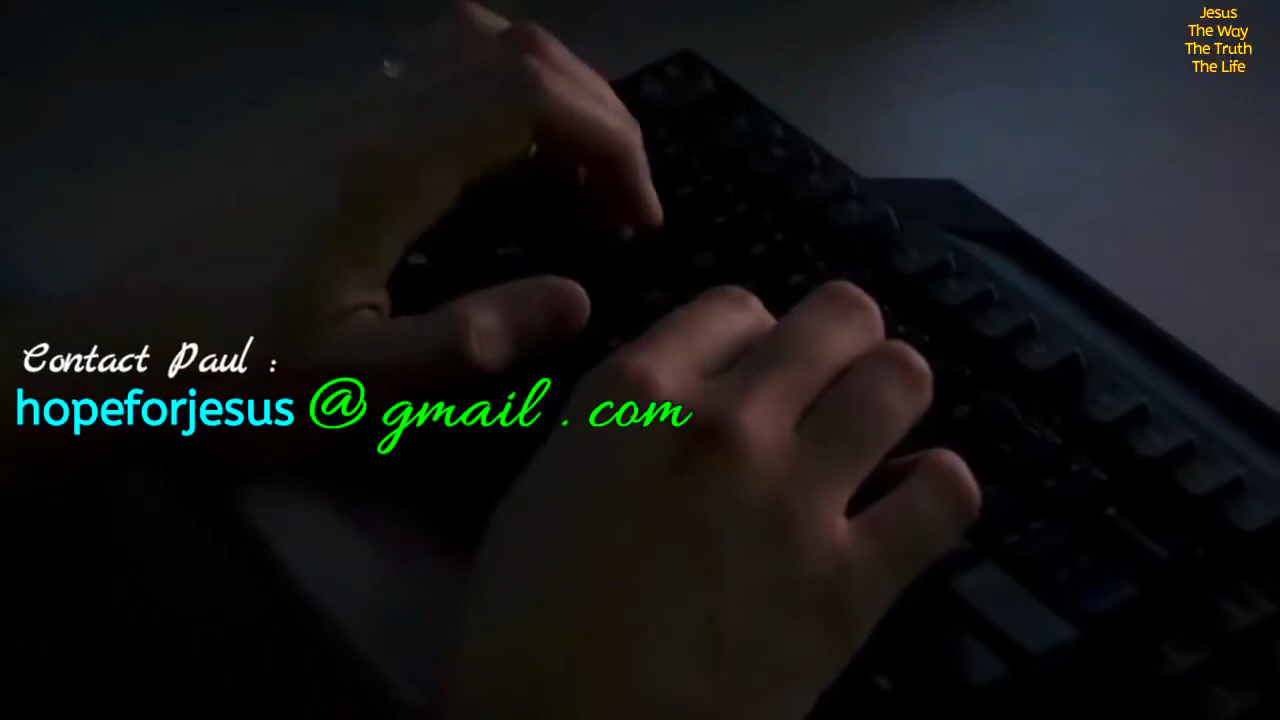 Jesus
The Way
The Truth
The Life
Contact Paul :
hopeforjesus @ gmail . com